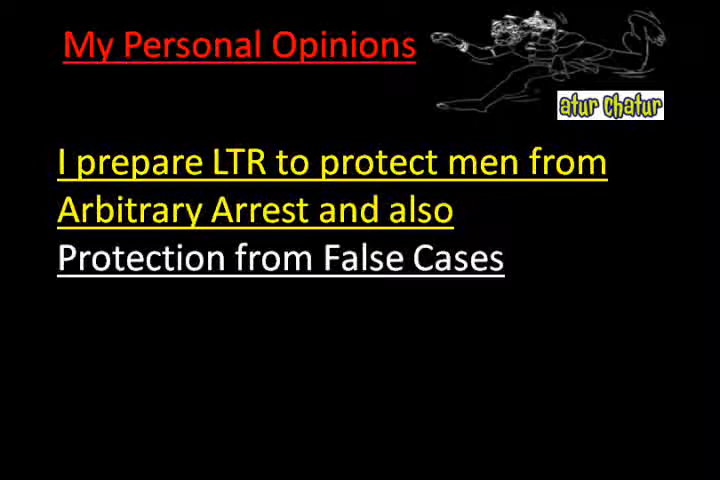 My Personal Opinions
atur chatur
I prepare LTR to protect men from
Arbitrary Arrest and also
Protection from False Cases